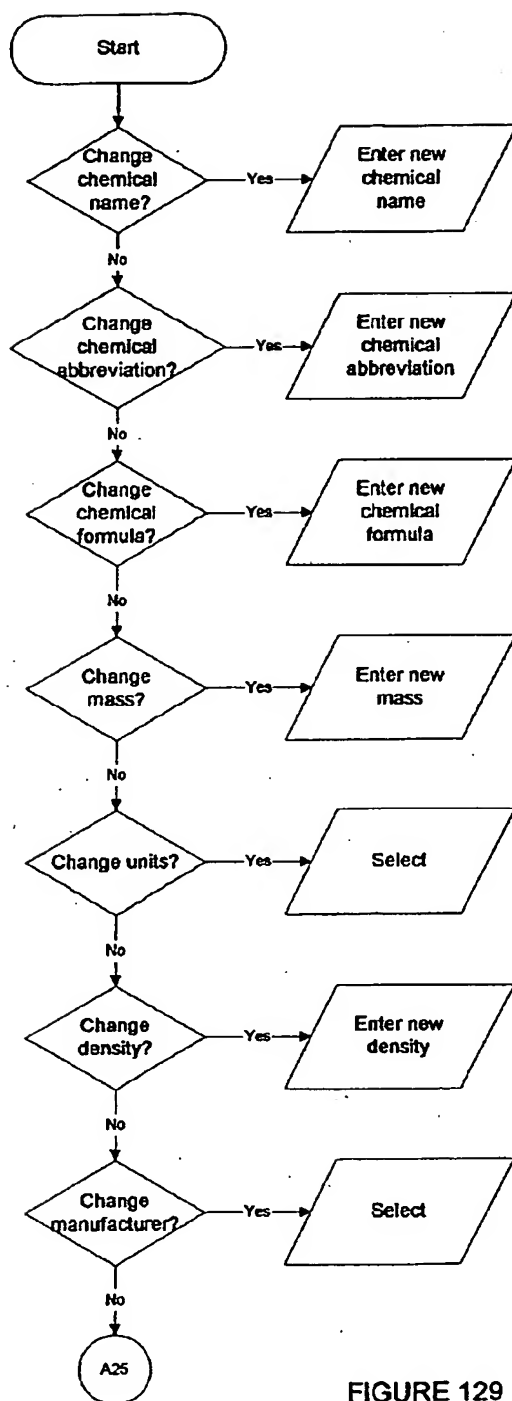 Start
Change
chemical
name?
Yes
Enter new
chemical
name
No
Change
chemical
abbreviation?
Yes
Enter new
chemical
abbreviation
No
Change
chemical
formula?
Yes
Enter new
chemical
formula
No
Change
mass?
Yes
Enter new
mass
No
Change units?
Yes
Select
No
Change
density?
Yes
Enter new
density
No
Change
manufacturer?
Yes
Select
No
A25
FIGURE 129